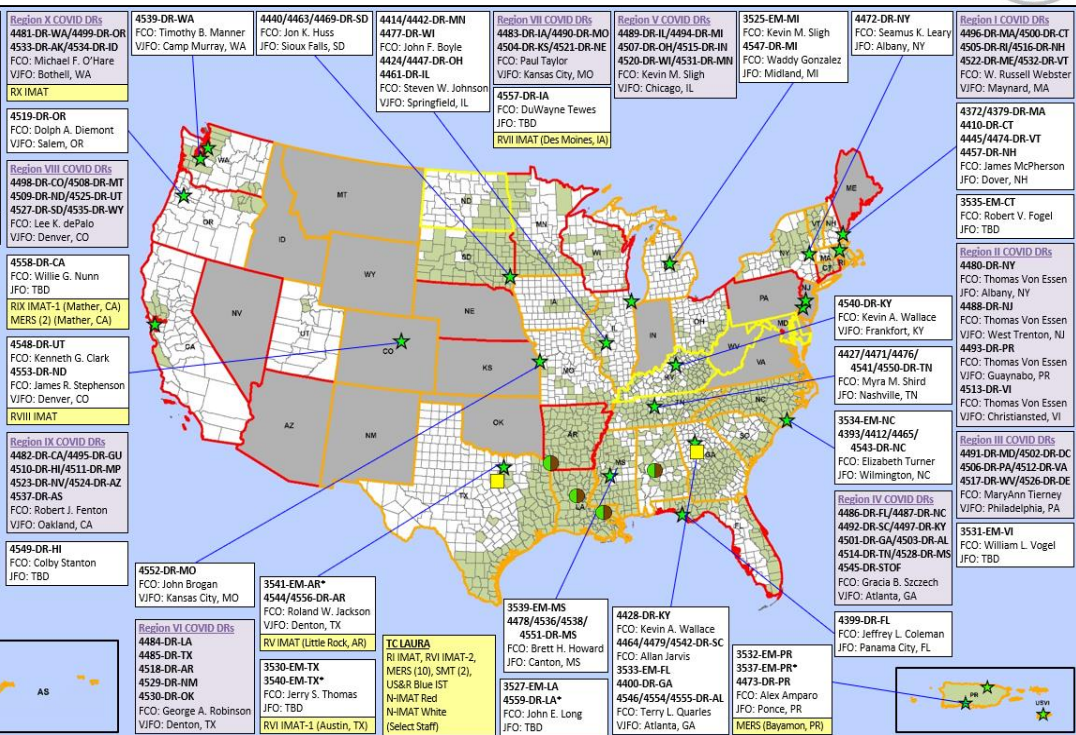 Region X COVID DRs
4481-DR-WA/4499-DR-OR
4533-DR-AK/4534-DR-ID
FCO: Michael F. O'Hare
VJFO: Bothell, WA
RX IMAT
4539-DR-WA
FCO: Timothy B. Manner
VJFO: Camp Murray, WA
4440/4463/4469-DR-SD
FCO: Jon K. Huss
JFO: Sioux Falls, SD
4414/4442-DR-MN
4477-DR-WI
FCO: John F. Boyle
4424/4447-DR-OH
FCO: Steven W. Johnson
4461-DR-IL
VJFO: Springfield, IL
Region VII COVID DRs
4483-DR-IA/4490-DR-MO
4504-DR-KS/4521-DR-NE
FCO: Paul Taylor
VJFO: Kansas City, MO
4557-DR-IA
FCO: DuWayne Tewes
JFO: TBD
RVII IMAT (Des Moines, IA)
Region V COVID DRs
4489-DR-IL/4494-DR-MI
4507-DR-OH/4515-DR-IN
4520-DR-WI/4531-DR-MN
FCO: Kevin M. Sligh
VJFO: Chicago, IL
3525-EM-MI
FCO: Kevin M. Sligh
4547-DR-MI
FCO: Waddy Gonzalez
JFO: Midland, MI
4472-DR-NY
FCO: Seamus K. Leary
JFO: Albany, NY
Region I COVID DRs
4496-DR-MA/4500-DR-CT
4505-DR-RI/4516-DR-NH
4522-DR-ME/4532-DR-VT
FCO: W. Russell Webster
VJFO: Maynard, MA
4372/4379-DR-MA
4410-DR-CT
4445/4474-DR-VT
4457-DR-NH
FCO: James McPherson
JFO: Dover, NH
3535-EM-CT
FCO: Robert V. Fogel
JFO: TBD
Region II COVID DRs
4480-DR-NY
FCO: Thomas Von Essen
JFO: Albany, NY
4488-DR-NJ
FCO: Thomas Von Essen
VJFO: West Trenton, NJ
4493-DR-PR
FCO: Thomas Von Essen
VJFO: Guaynabo, PR
4513-DR-VI
FCO: Thomas Von Essen
VJFO: Christiansted, VI
Region III COVID DRs
4491-DR-MD/4502-DR-DC
4506-DR-PA/4512-DR-VA
4517-DR-WV/4526-DR-DE
FCO: MaryAnn Tierney
VJFO: Philadelphia, PA
3531-EM-VI
FCO: William L. Vogel
JFO: TBD
4519-DR-OR
FCO: Dolph A. Diemont
VJFO: Salem, OR
Region VIII COVID DRs
4498-DR-CO/4508-DR-MT
4509-DR-ND/4525-DR-UT
4527-DR-SD/4535-DR-WY
FCO: Lee K. dePalo
VJFO: Denver, CO
4558-DR-CA
FCO: Willie G. Nunn
JFO: TBD
RIX IMAT-1 (Mather, CA)
MERS (2) (Mather, CA)
4548-DR-UT
FCO: Kenneth G. Clark
4553-DR-ND
FCO: James R. Stephenson
VJFO: Denver, CO
RVIII IMAT
Region IX COVID DRs
4482-DR-CA/4495-DR-GU
4510-DR-HI/4511-DR-MP
4523-DR-NV/4524-DR-AZ
4537-DR-AS
FCO: Robert J. Fenton
VJFO: Oakland, CA
4549-DR-HI
FCO: Colby Stanton
JFO: TBD
WA
OR
CA
NV
ID
MT
WY
UT
AZ
CO
NM
ND
SD
NE
KS
OK
TX
MN
IA
MO
AR
LA
WI
IL
MS
IN
OH
KY
TN
GA
FL
SC
NC
VA
WV
MD
PA
NJ
NY
CT
RI
MA
VT
NH
ME
4540-DR-KY
FCO: Kevin A. Wallace
VJFO: Frankfort, KY
4427/4471/4476/
4541/4550-DR-TN
FCO: Myra M. Shird
JFO: Nashville, TN
3534-EM-NC
4393/4412/4465/
4543-DR-NC
FCO: Elizabeth Turner
JFO: Wilmington, NC
Region IV COVID DRs
4486-DR-FL/4487-DR-NC
4492-DR-SC/4497-DR-KY
4501-DR-GA/4503-DR-AL
4514-DR-TN/4528-DR-MS
4545-DR-STOF
FCO: Gracia B. Szczech
VJFO: Atlanta, GA
4399-DR-FL
FCO: Jeffrey L. Coleman
JFO: Panama City, FL
4552-DR-MO
FCO: John Brogan
VJFO: Kansas City, MO
Region VI COVID DRs
4484-DR-LA
4485-DR-TX
4518-DR-AR
4529-DR-NM
4530-DR-OK
FCO: George A. Robinson
VJFO: Denton, TX
3541-EM-AR*
4544/4556-DR-AR
FCO: Roland W. Jackson
VJFO: Denton, TX
RV IMAT (Little Rock, AR)
3530-EM-TX
3540-EM-TX*
FCO: Jerry S. Thomas
JFO: TBD
RVI IMAT-1 (Austin, TX)
TC LAURA
RI IMAT, RVI IMAT-2,
MERS (10), SMT (2),
US&R Blue IST
N-IMAT Red
N-IMAT White
(Select Staff)
3539-EM-MS
4478/4536/4538/
4551-DR-MS
FCO: Brett H. Howard
JFO: Canton, MS
3527-EM-LA
4559-DR-LA*
FCO: John E. Long
JFO: TBD
4428-DR-KY
FCO: Kevin A. Wallace
4464/4479/4542-DR-SC
FCO: Allan Jarvis
3533-EM-FL
4400-DR-GA
4546/4554/4555-DR-AL
FCO: Terry L. Quarles
VJFO: Atlanta, GA
3532-EM-PR
3537-EM-PR*
4473-DR-PR
FCO: Alex Amparo
JFO: Ponce, PR
MERS (Bayamon, PR)
AS
PR
USVI